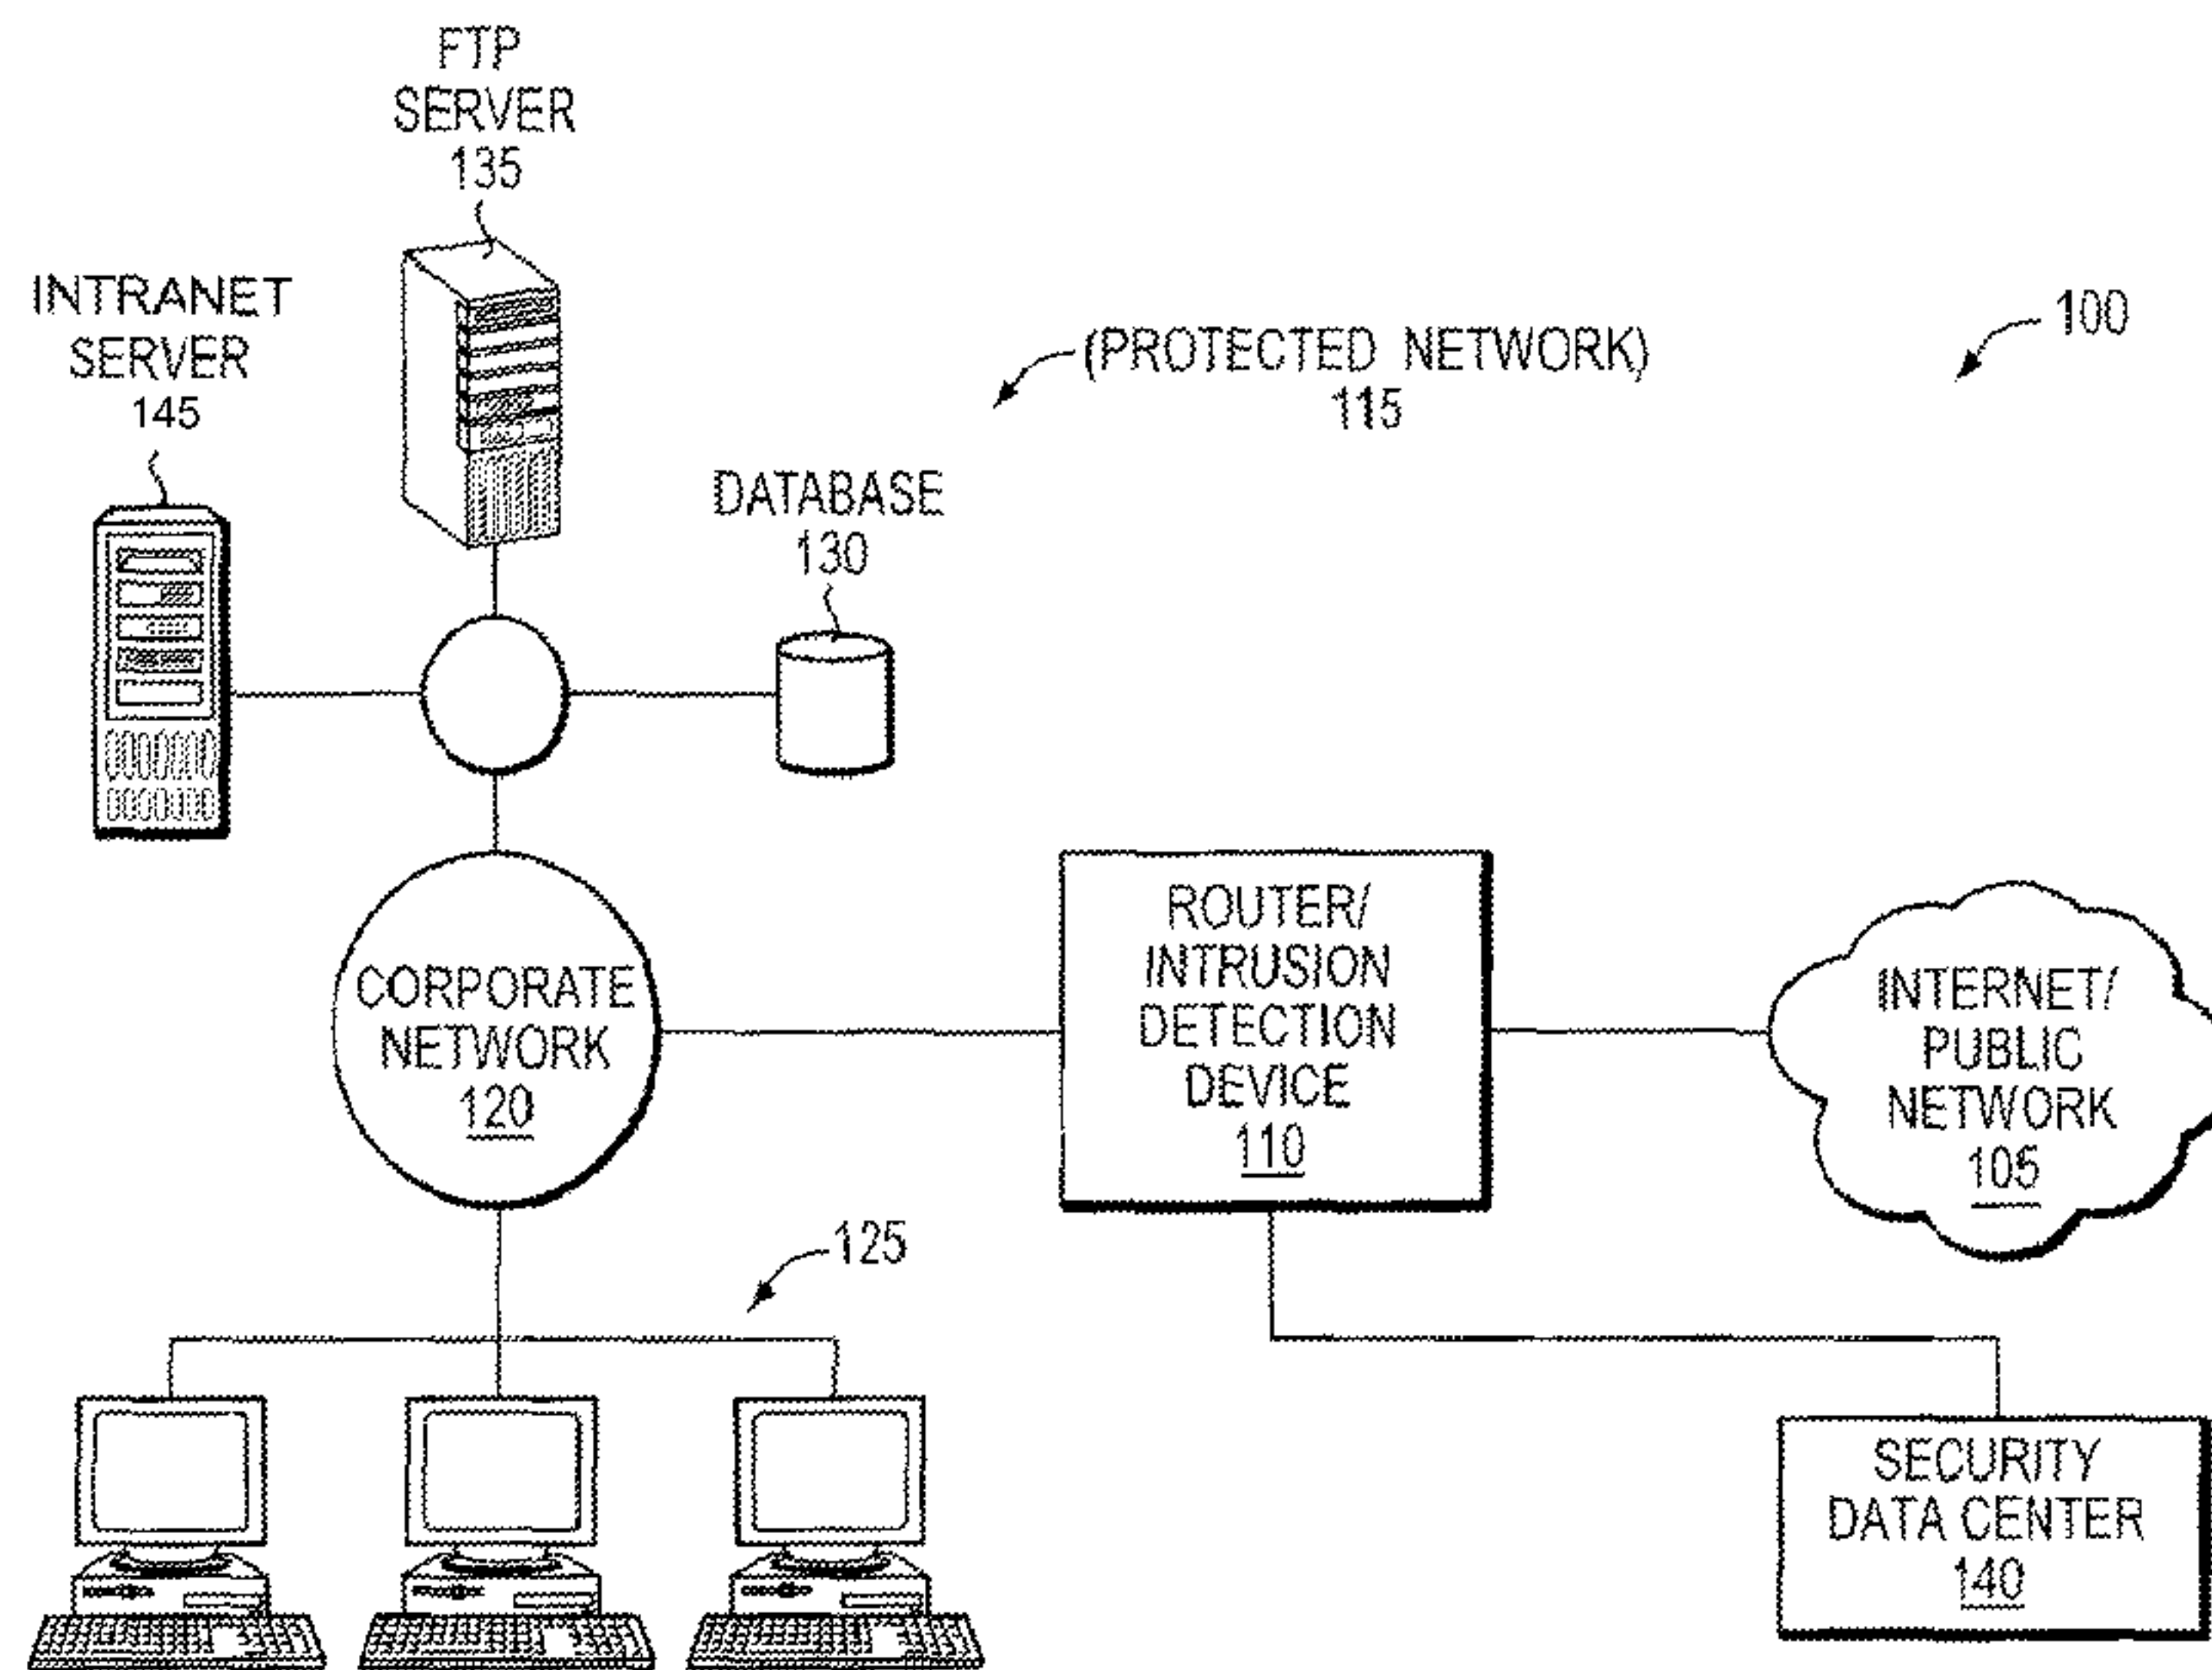 FTP
SERVER
135
INTRANET
SERVER
145
(PROTECTED NETWORK)
115
100
DATABASE
130
CORPORATE
NETWORK
120
ROUTER/
INTRUSION
DETECTION
DEVICE
110
INTERNET/
PUBLIC
NETWORK
105
125
SECURITY
DATA CENTER
140